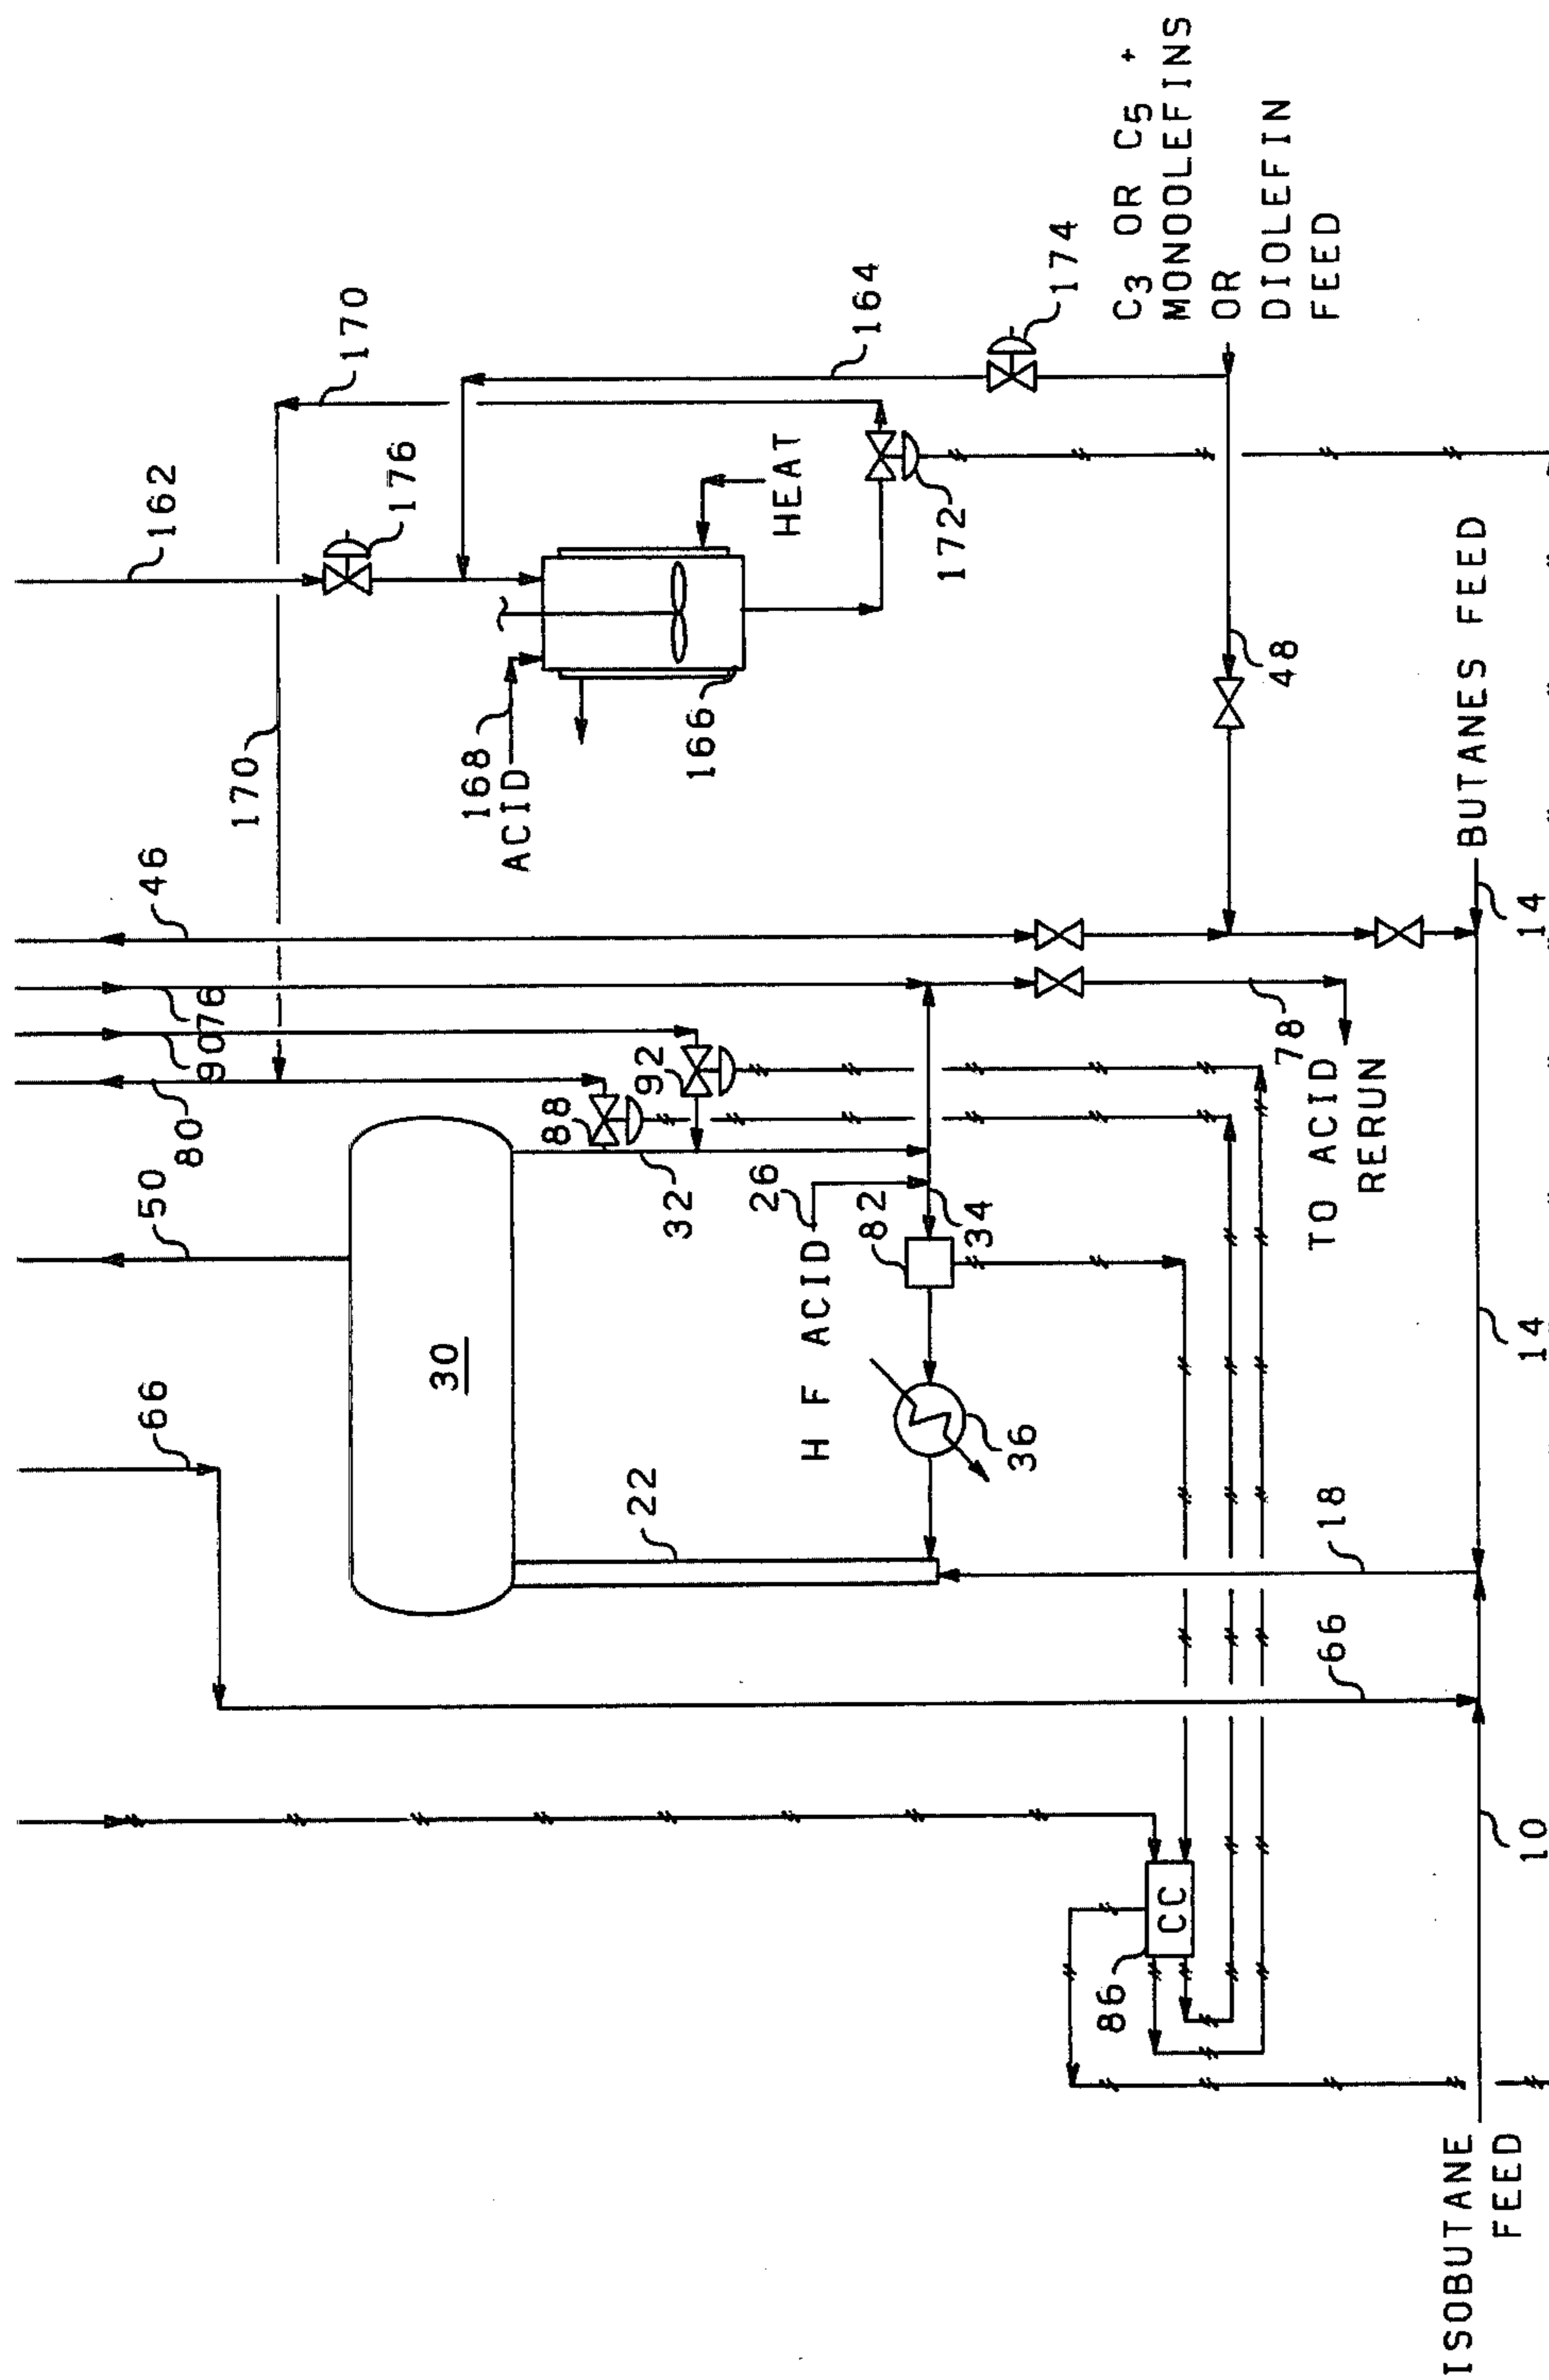 162
170
176
170
164
174
C3 OR C5 +
MONOOLEFINS
OR
DIOLEFIN
FEED
HEAT
172
168
ACID
166
48
46
BUTANES FEED
14
76
90
80
92
88
78
TO ACID
RERUN
50
32
26
82
34
H F ACID
36
30
66
22
18
14
66
86
CC
10
ISOBUTANE
FEED